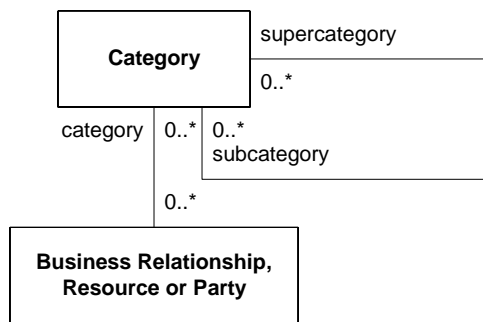 supercategory
Category
0..*
category
0..*
0..*
subcategory
0..*
Business Relationship,
Resource or Party